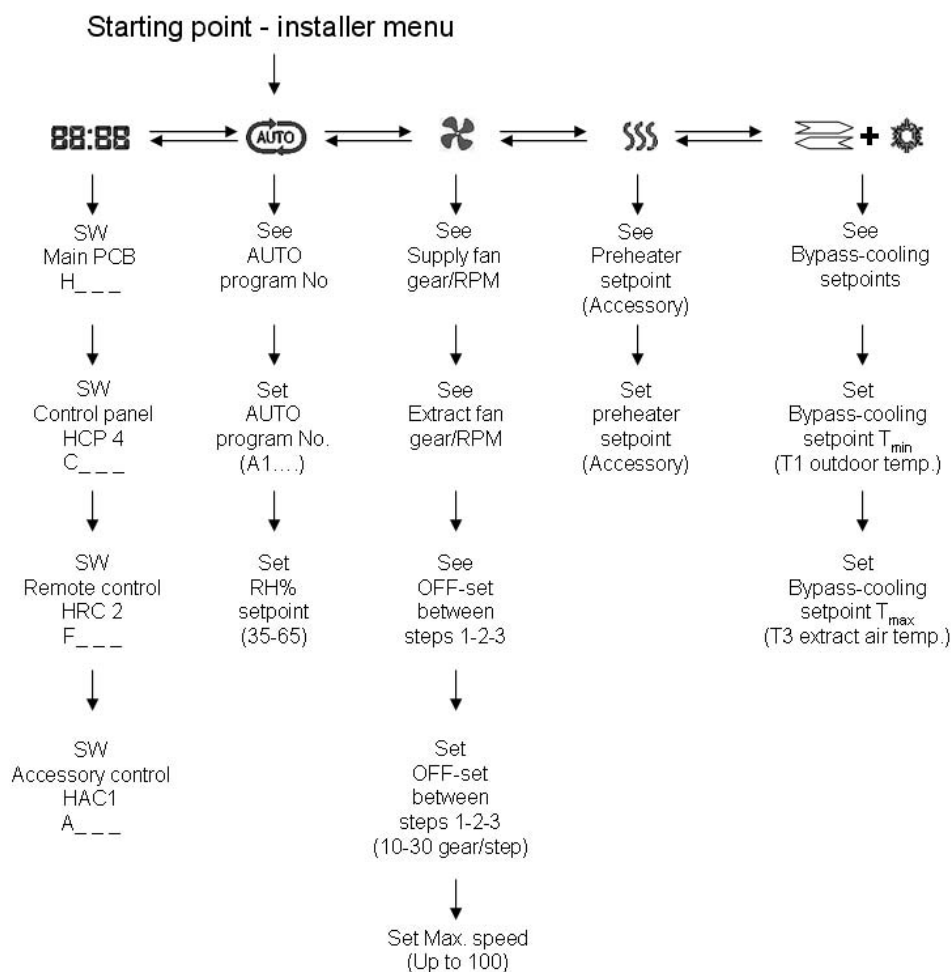 Starting point - installer menu
88:88
AUTO
+
SW
Main PCB
H_ _ _
SW
Control panel
HCP 4
C_ _ _
SW
Remote control
HRC 2
F_ _ _
SW
Accessory control
HAC1
A_ _ _
See
AUTO
program No
Set
AUTO
program No.
(A1....)
Set
RH%
setpoint
(35-65)
See
Supply fan
gear/RPM
See
Extract fan
gear/RPM
See
OFF-set
between
steps 1-2-3
Set
OFF-set
between
steps 1-2-3
(10-30 gear/step)
Set Max. speed
(Up to 100)
See
Preheater
setpoint
(Accessory)
Set
preheater
setpoint
(Accessory)
See
Bypass-cooling
setpoints
Set
Bypass-cooling
setpoint Tmin
(T1 outdoor temp.)
Set
Bypass-cooling
setpoint Tmax
(T3 extract air temp.)